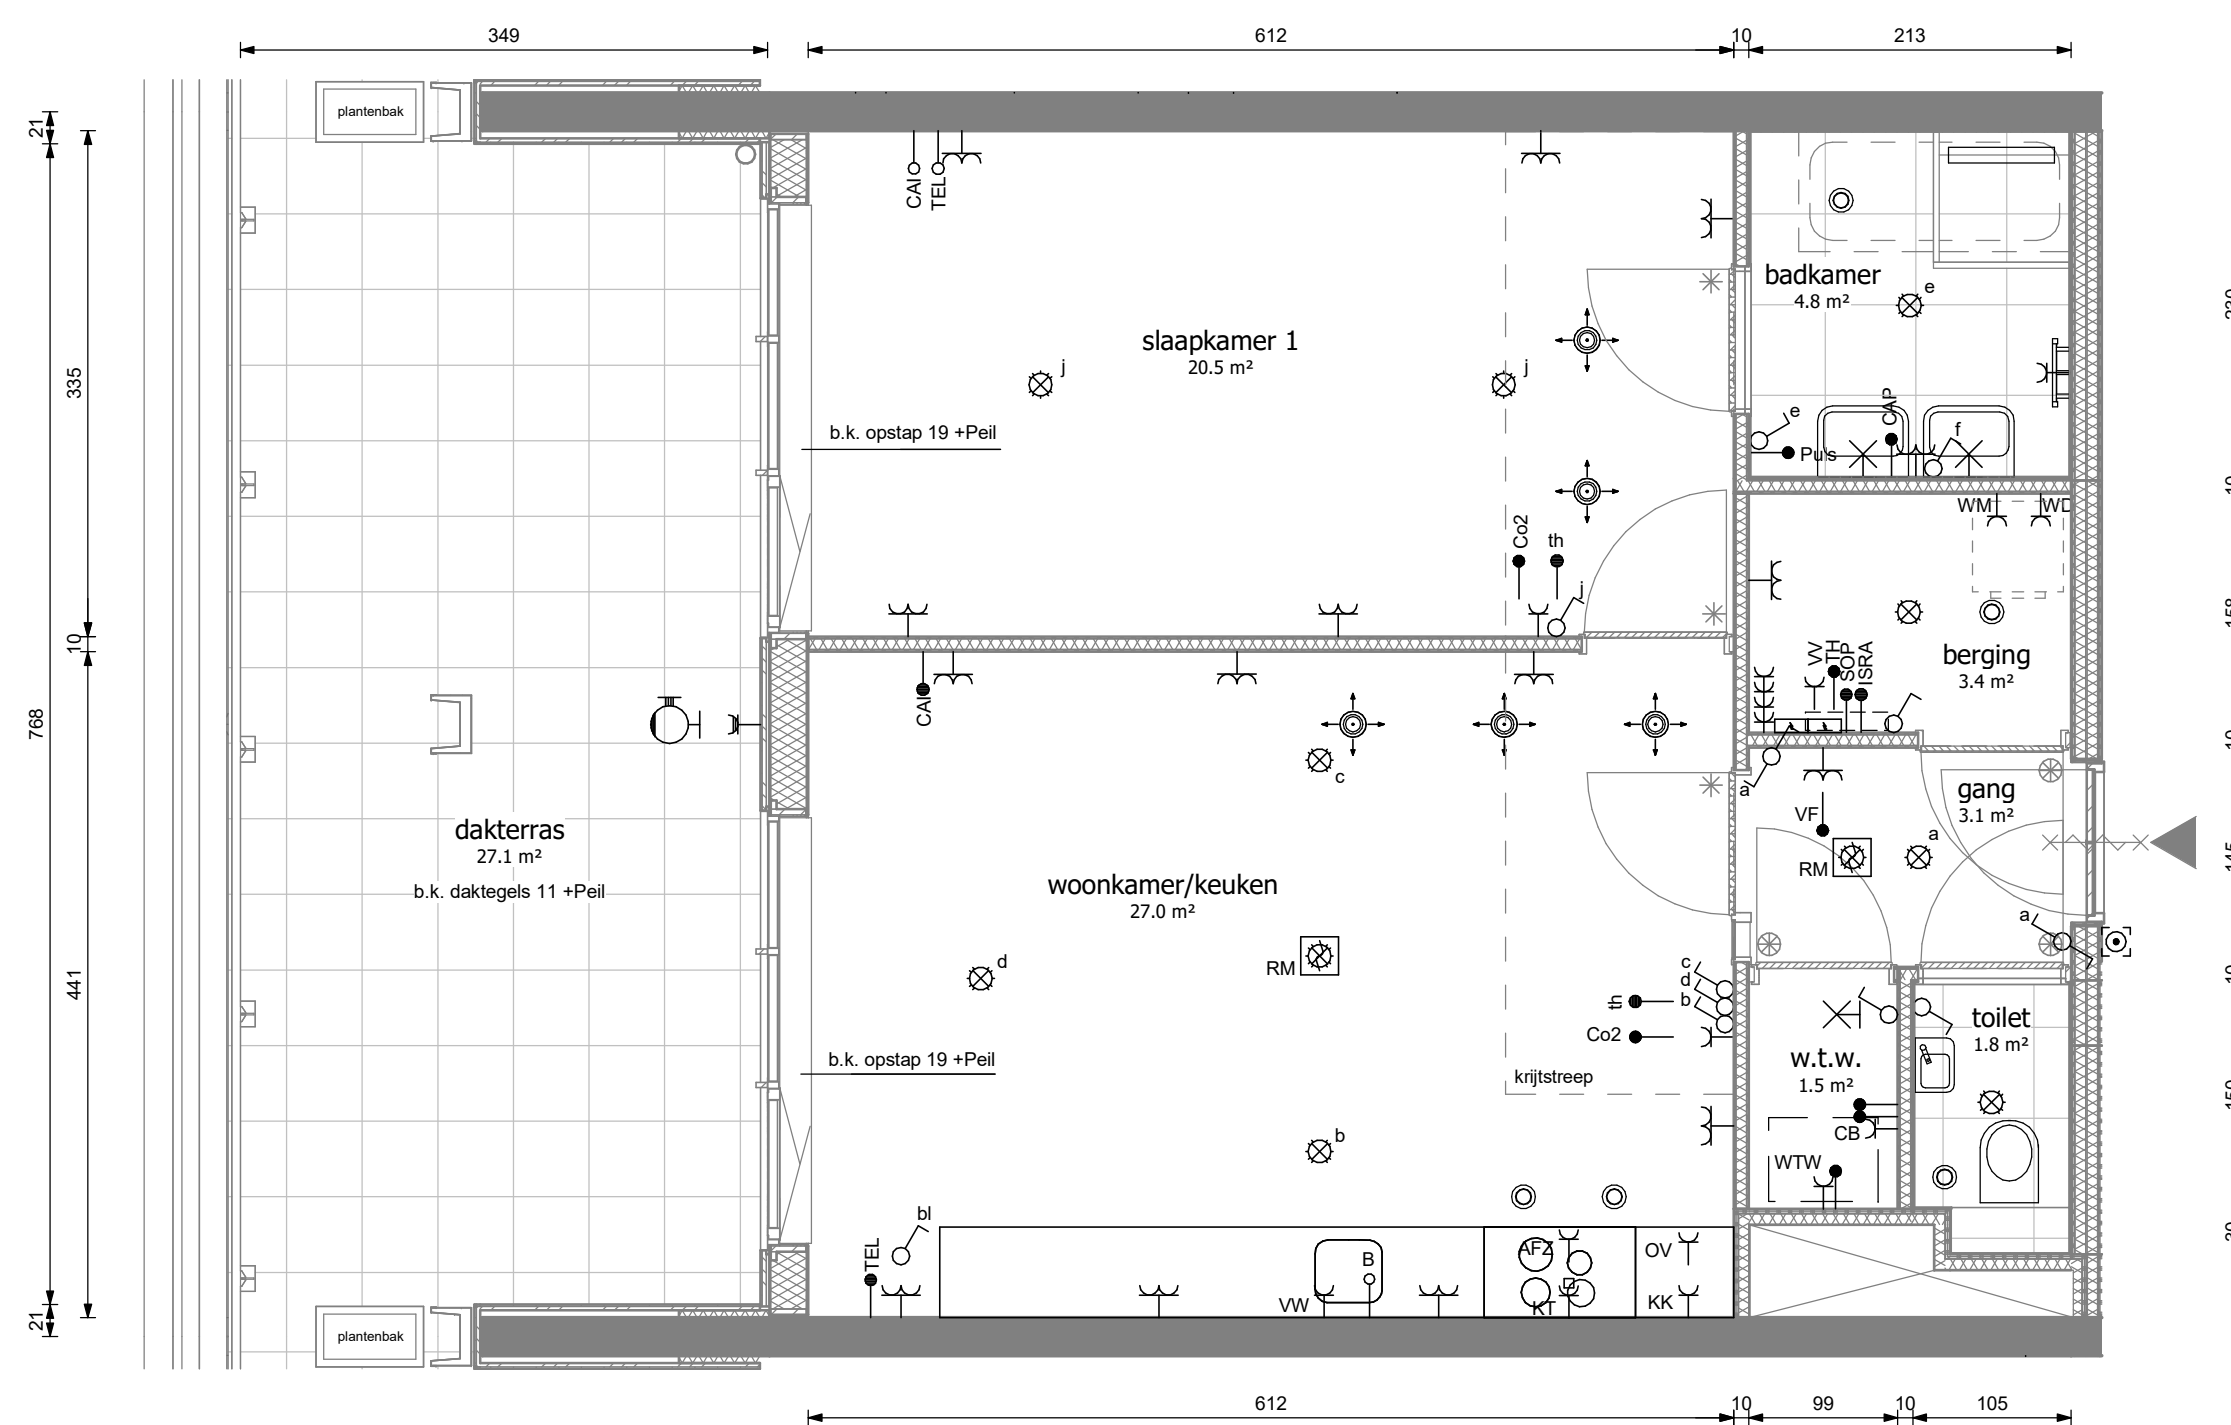 349
612
10
213
21
plantenbak
CAI
TEL
badkamer
4.8 m²
e
slaapkamer 1
20.5 m²
j
j
335
b.k. opstap 19 +Peil
e
CAP
f
Puls
WM
WD
Co2
th
j
10
VV
TH
SOP
ISRA
berging
3.4 m²
768
CAI
c
a
gang
3.1 m²
VF
a
RM
dakterras
27.1 m²
b.k. daktegels 11 +Peil
woonkamer/keuken
27.0 m²
a
d
RM
441
c
d
b
th
Co2
toilet
1.8 m²
w.t.w.
1.5 m²
b.k. opstap 19 +Peil
krijtstreep
b
CB
WTW
bl
TEL
B
AFZ
OV
VW
KT
KK
21
plantenbak
612
10
99
10
105